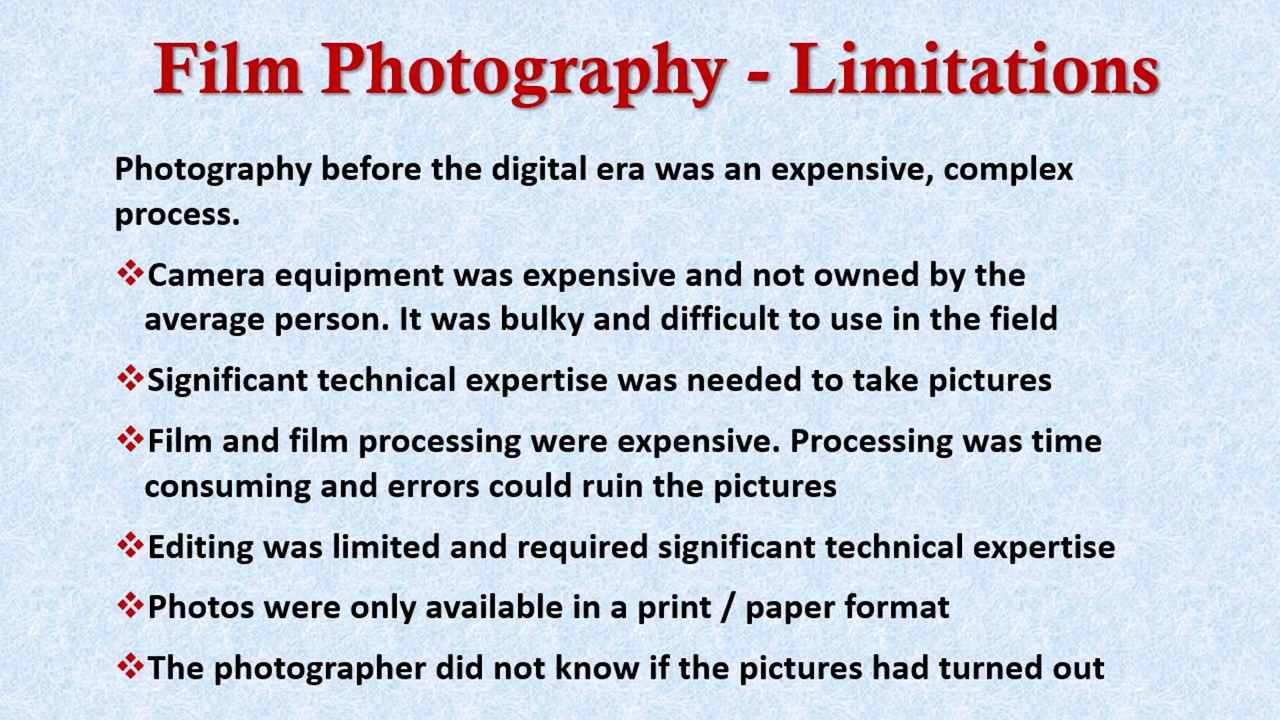 Film Photography - Limitations
Photography before the digital era was an expensive, complex
process.
❖Camera equipment was expensive and not owned by the
average person. It was bulky and difficult to use in the field
❖Significant technical expertise was needed to take pictures
❖Film and film processing were expensive. Processing was time
consuming and errors could ruin the pictures
❖Editing was limited and required significant technical expertise
❖Photos were only available in a print / paper format
❖The photographer did not know if the pictures had turned out